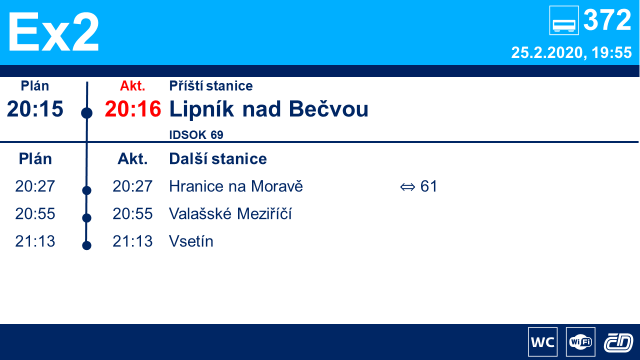 Ex2
372
25.2.2020, 19:55
Plán Akt. Příští stanice
20:15 20:16 Lipník nad Bečvou
IDSOK 69
Plán Akt. Další stanice
20:27 20:27 Hranice na Moravě ⇔ 61
20:55 20:55 Valašské Meziříčí
21:13 21:13 Vsetín
WC WiFi ČD